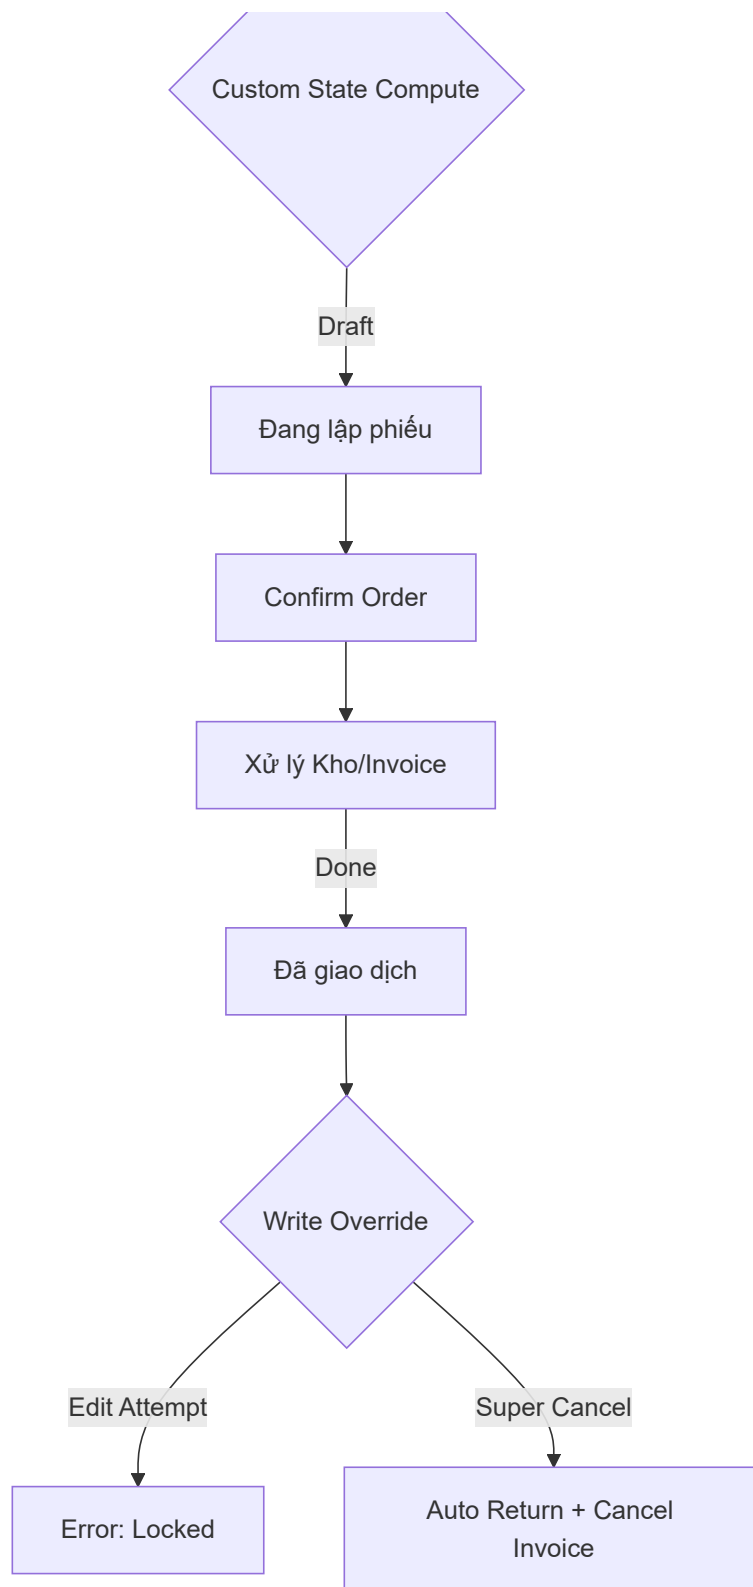 Custom State Compute
Draft
Đang lập phiếu
Confirm Order
Xử lý Kho/Invoice
Done
Đã giao dịch
Write Override
Edit Attempt
Super Cancel
Error: Locked
Auto Return + Cancel
Invoice